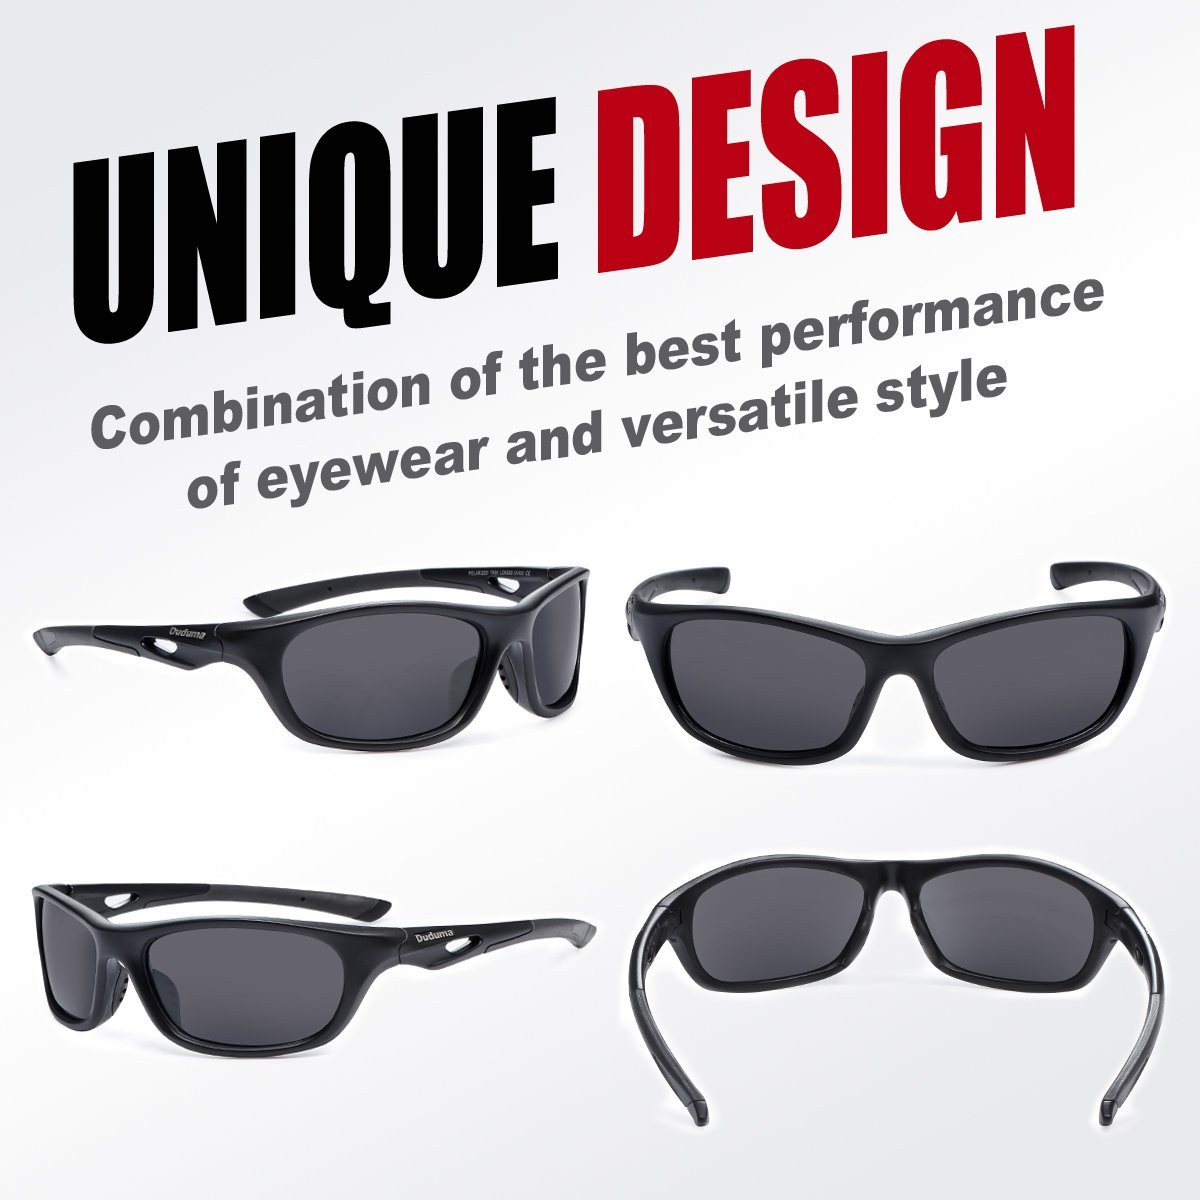 UNIQUE DESIGN
Combination of the best performance
of eyewear and versatile style
Duduma
Duduma